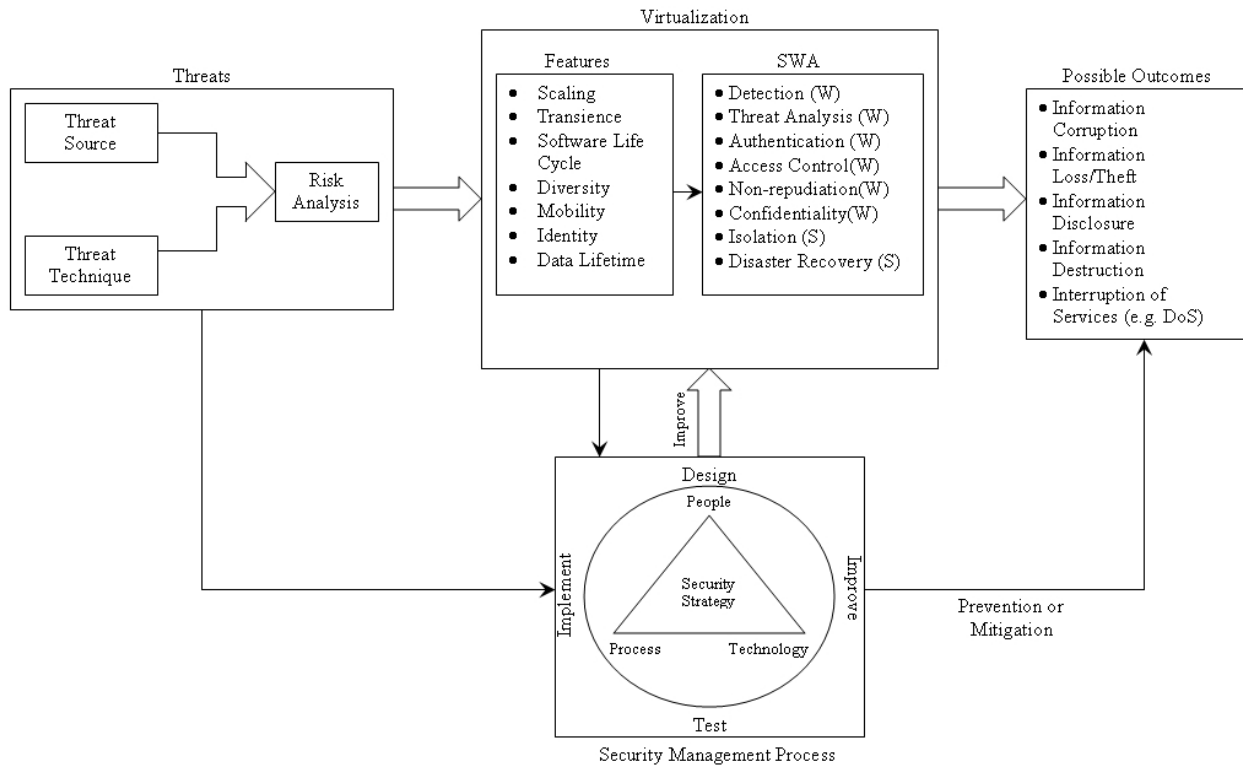 Virtualization
Threats
Threat
Source
Threat
Technique
Risk
Analysis
Features
• Scaling
• Transience
• Software Life
Cycle
• Diversity
• Mobility
• Identity
• Data Lifetime
SWA
• Detection (W)
• Threat Analysis (W)
• Authentication (W)
• Access Control(W)
• Non-repudiation(W)
• Confidentiality(W)
• Isolation (S)
• Disaster Recovery (S)
Possible Outcomes
• Information
Corruption
• Information
Loss/Theft
• Information
Disclosure
• Information
Destruction
• Interruption of
Services (e.g. DoS)
Improve
Design
People
Implement
Security
Strategy
Improve
Process
Technology
Test
Prevention or
Mitigation
Security Management Process